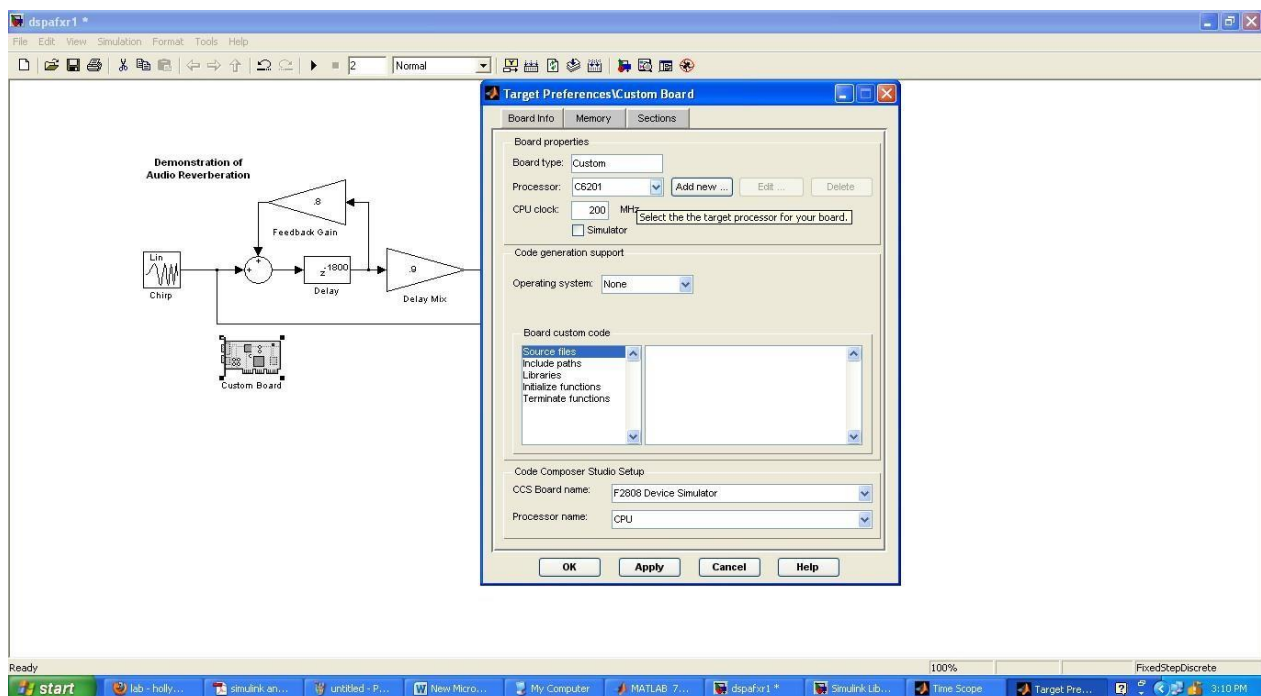 dspafxr1 *
File Edit View Simulation Format Tools Help
2 Normal
Target Preferences\Custom Board
Board Info Memory Sections
Board properties
Board type: Custom
Processor: C6201 Add new ... Edit ... Delete
CPU clock: 200 MHz
Select the the target processor for your board.
Simulator
Code generation support
Operating system: None
Board custom code
Source files
Include paths
Libraries
Initialize functions
Terminate functions
Code Composer Studio Setup
CCS Board name: F2808 Device Simulator
Processor name: CPU
OK Apply Cancel Help
Demonstration of
Audio Reverberation
.8
Feedback Gain
Lin
Chirp
+
+
z-1800
Delay
.9
Delay Mix
Custom Board
Ready 100% FixedStepDiscrete
start lab - holly... simulink an... untitled - P... New Micro... My Computer MATLAB 7... dspafxr1 * Simulink Lib... Time Scope Target Pre... 3:10 PM